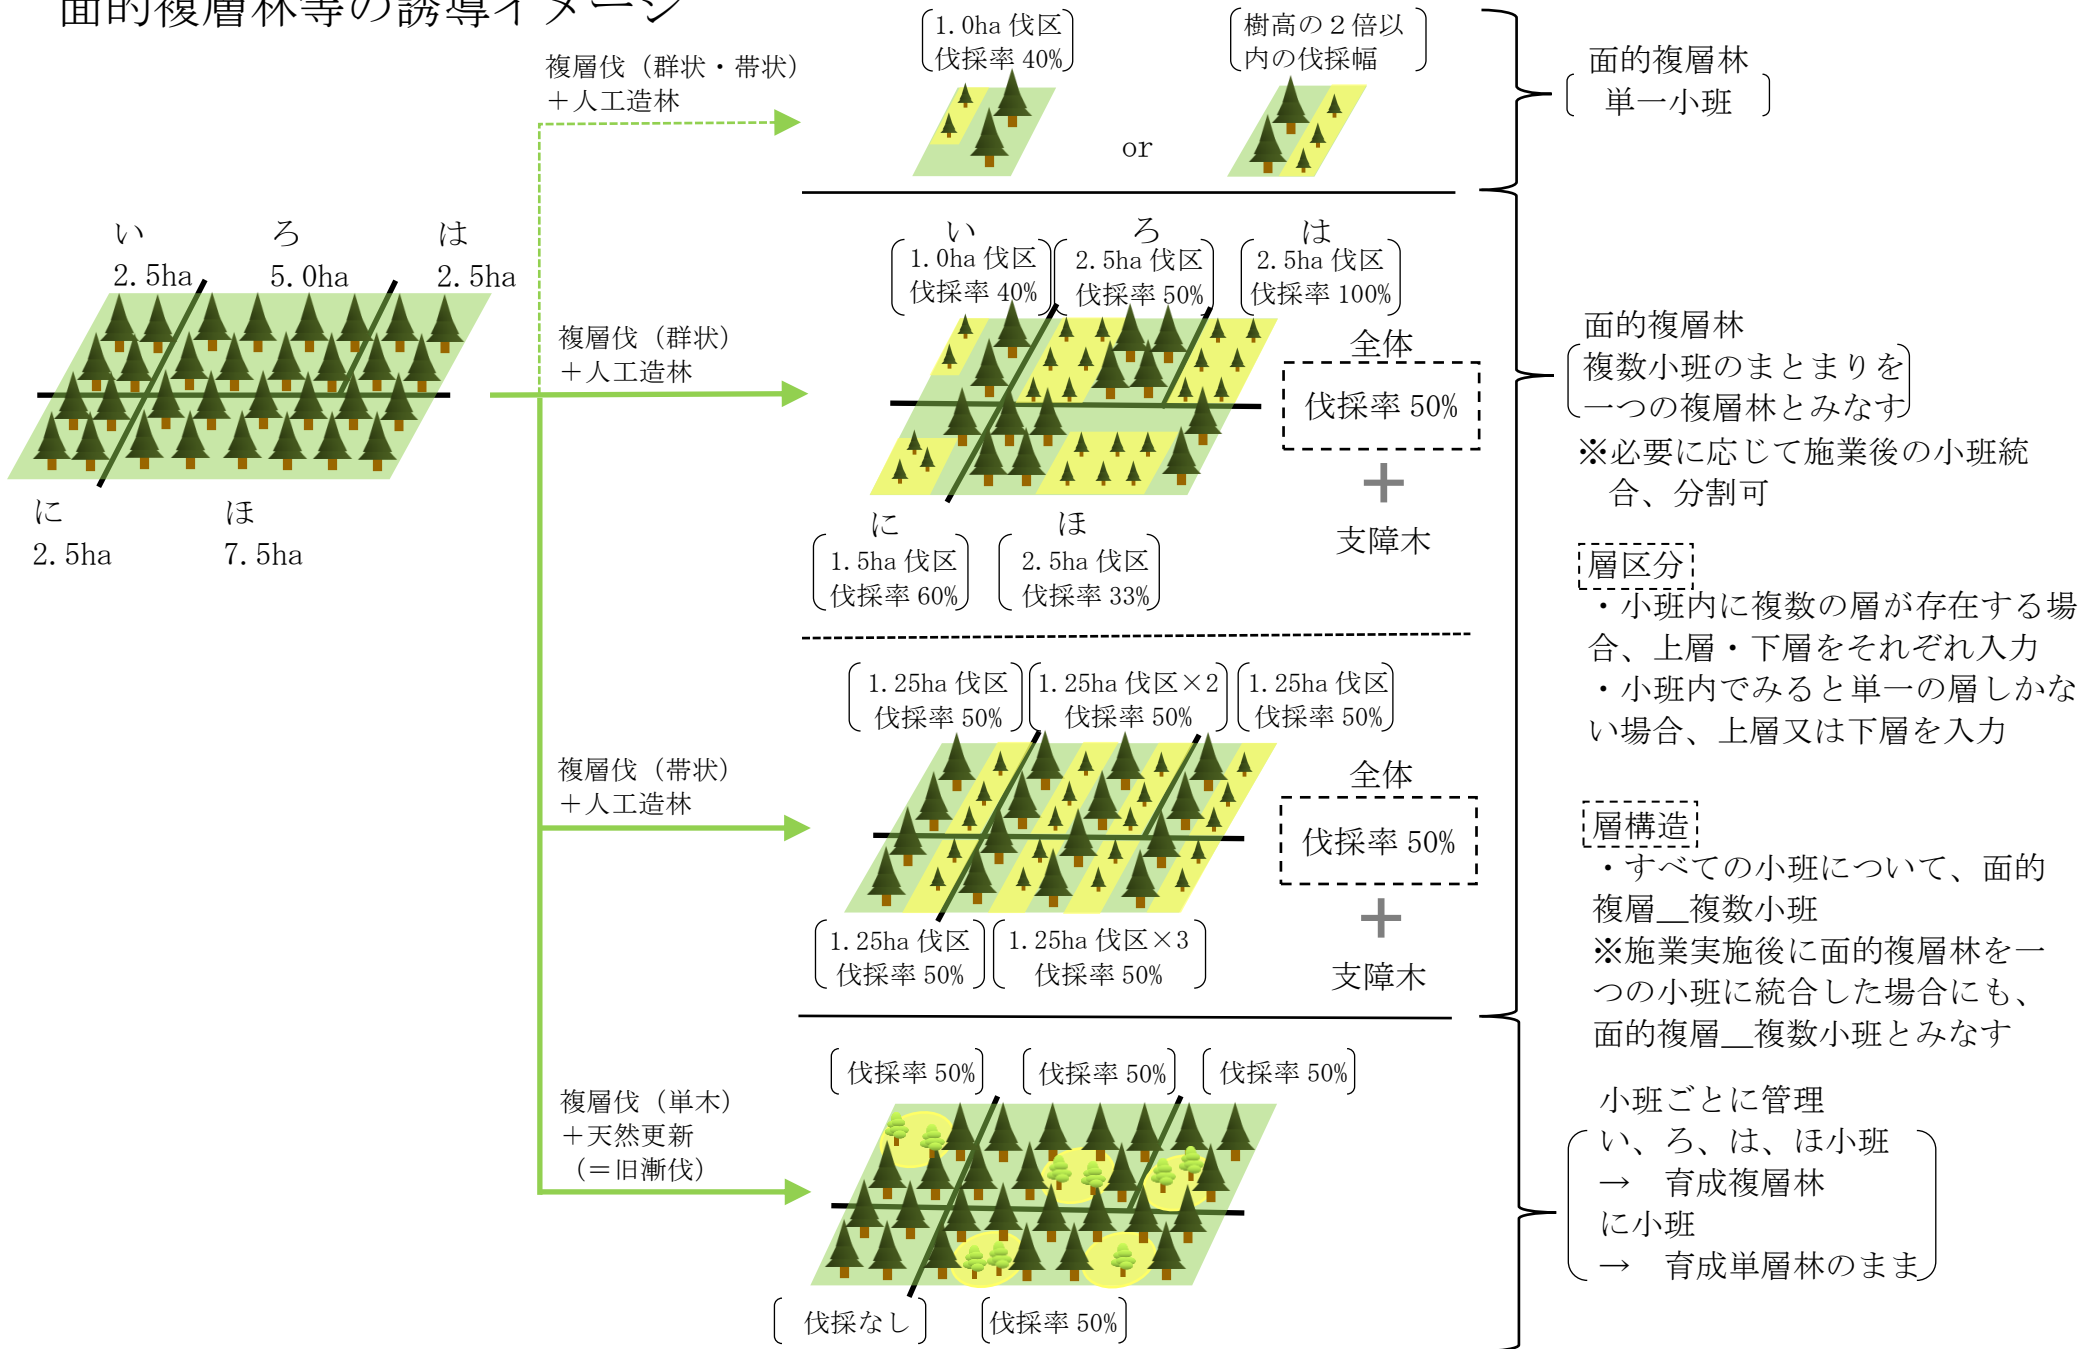 面的複層林等の誘導イメージ
い
2.5ha
ろ
5.0ha
は
2.5ha
に
2.5ha
ほ
7.5ha
複層伐（群状・帯状）
＋人工造林
1.0ha 伐区
伐採率 40%
or
樹高の２倍以
内の伐採幅
面的複層林
単一小班
複層伐（群状）
＋人工造林
い
1.0ha 伐区
伐採率 40%
ろ
2.5ha 伐区
伐採率 50%
は
2.5ha 伐区
伐採率 100%
に
1.5ha 伐区
伐採率 60%
ほ
2.5ha 伐区
伐採率 33%
全体
伐採率 50%
＋
支障木
複層伐（帯状）
＋人工造林
1.25ha 伐区
伐採率 50%
1.25ha 伐区×2
伐採率 50%
1.25ha 伐区
伐採率 50%
1.25ha 伐区
伐採率 50%
1.25ha 伐区×3
伐採率 50%
全体
伐採率 50%
＋
支障木
面的複層林
複数小班のまとまりを
一つの複層林とみなす
※必要に応じて施業後の小班統
合、分割可
層区分
・小班内に複数の層が存在する場
合、上層・下層をそれぞれ入力
・小班内でみると単一の層しかな
い場合、上層又は下層を入力
層構造
・すべての小班について、面的
複層＿複数小班
※施業実施後に面的複層林を一
つの小班に統合した場合にも、
面的複層＿複数小班とみなす
複層伐（単木）
＋天然更新
（＝旧漸伐）
伐採率 50%
伐採率 50%
伐採率 50%
伐採なし
伐採率 50%
小班ごとに管理
い、ろ、は、ほ小班
→　育成複層林
に小班
→　育成単層林のまま